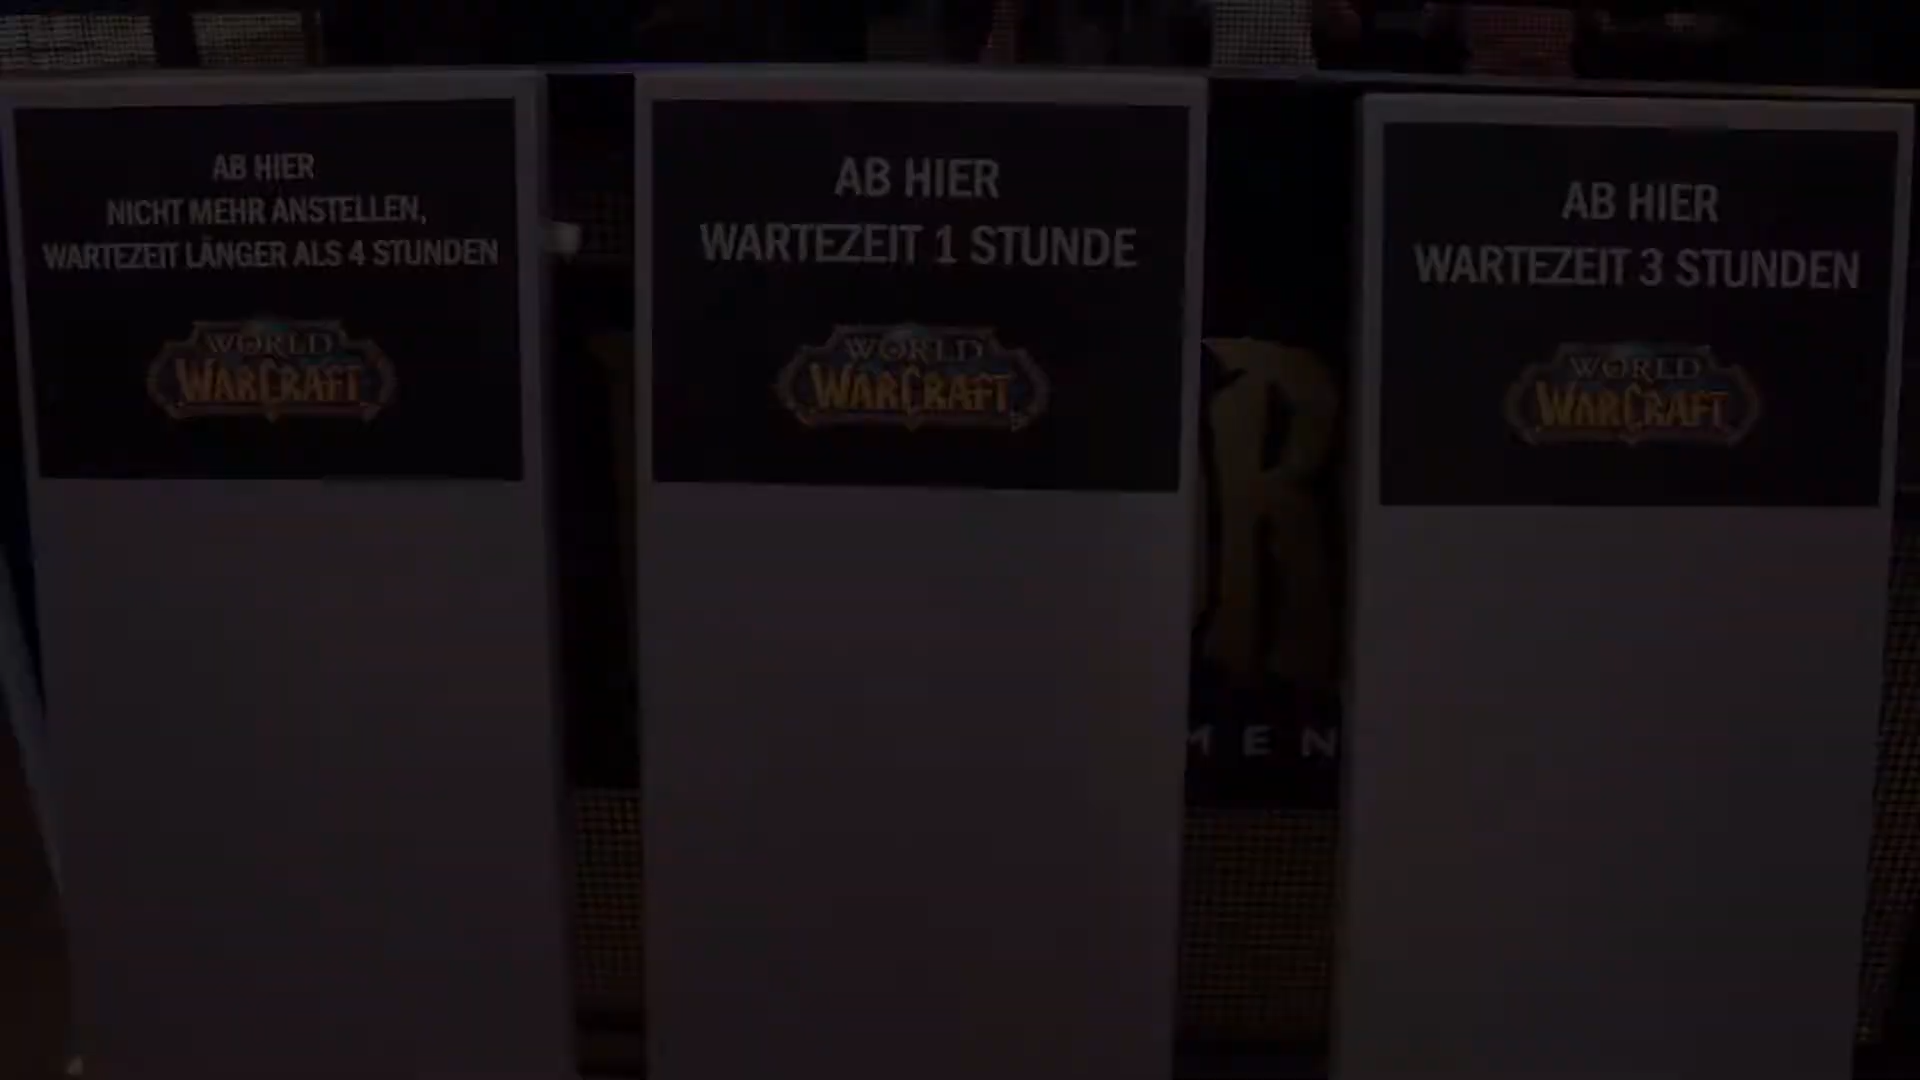 AB HIER
NICHT MEHR ANSTELLEN,
WARTEZEIT LÄNGER ALS 4 STUNDEN
WORLD
WARCRAFT
AB HIER
WARTEZEIT 1 STUNDE
WORLD
WARCRAFT
R
MEN
AB HIER
WARTEZEIT 3 STUNDEN
WORLD
WARCRAFT